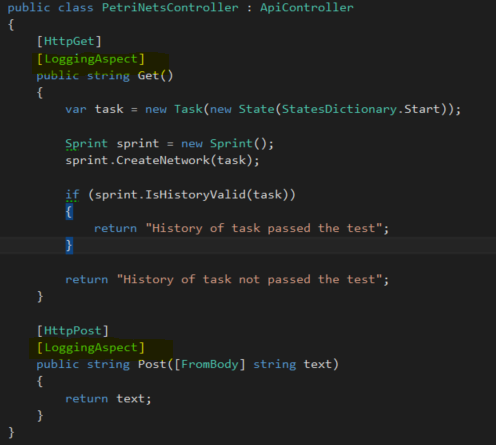 public class PetriNetsController : ApiController
{
    [HttpGet]
    [LoggingAspect]
    public string Get()
    {
        var task = new Task(new State(StatesDictionary.Start));

        Sprint sprint = new Sprint();
        sprint.CreateNetwork(task);

        if (sprint.IsHistoryValid(task))
        {
            return "History of task passed the test";
        }

        return "History of task not passed the test";
    }

    [HttpPost]
    [LoggingAspect]
    public string Post([FromBody] string text)
    {
        return text;
    }
}